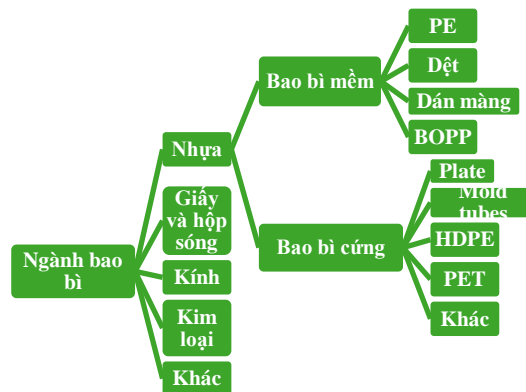 PE
Dệt
Dán màng
BOPP
Bao bì mềm
Nhựa
Plate
Mold
tubes
HDPE
PET
Khác
Bao bì cứng
Giấy
và hộp
sóng
Ngành bao
bì
Kính
Kim
loại
Khác